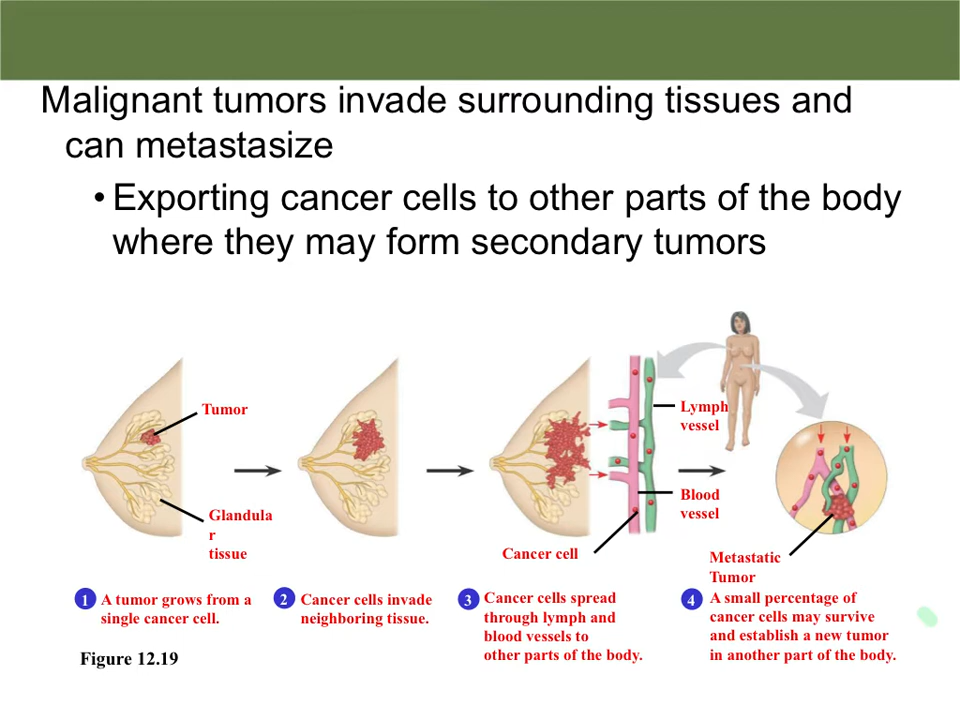 Malignant tumors invade surrounding tissues and
can metastasize
• Exporting cancer cells to other parts of the body
where they may form secondary tumors
Tumor
Glandula
r
tissue
Lymph
vessel
Blood
vessel
Cancer cell
Metastatic
Tumor
1 A tumor grows from a
single cancer cell.
2 Cancer cells invade
neighboring tissue.
3 Cancer cells spread
through lymph and
blood vessels to
other parts of the body.
4 A small percentage of
cancer cells may survive
and establish a new tumor
in another part of the body.
Figure 12.19